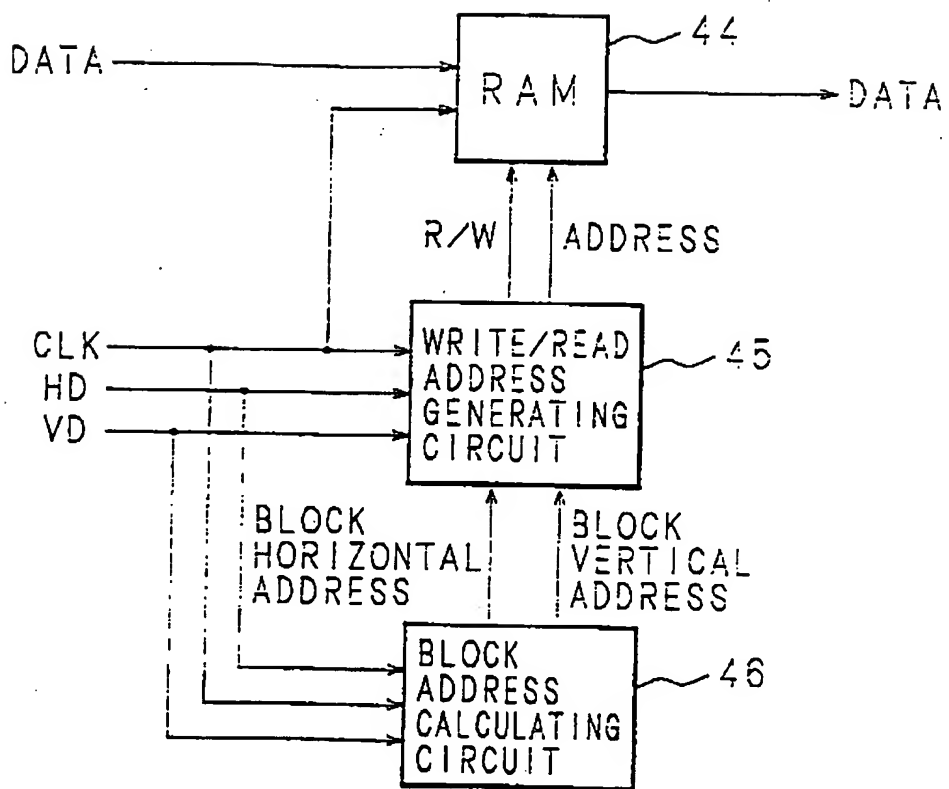 44
DATA
RAM
DATA
R/W
ADDRESS
CLK
HD
VD
WRITE/READ
ADDRESS
GENERATING
CIRCUIT
45
BLOCK
HORIZONTAL
ADDRESS
BLOCK
VERTICAL
ADDRESS
BLOCK
ADDRESS
CALCULATING
CIRCUIT
46